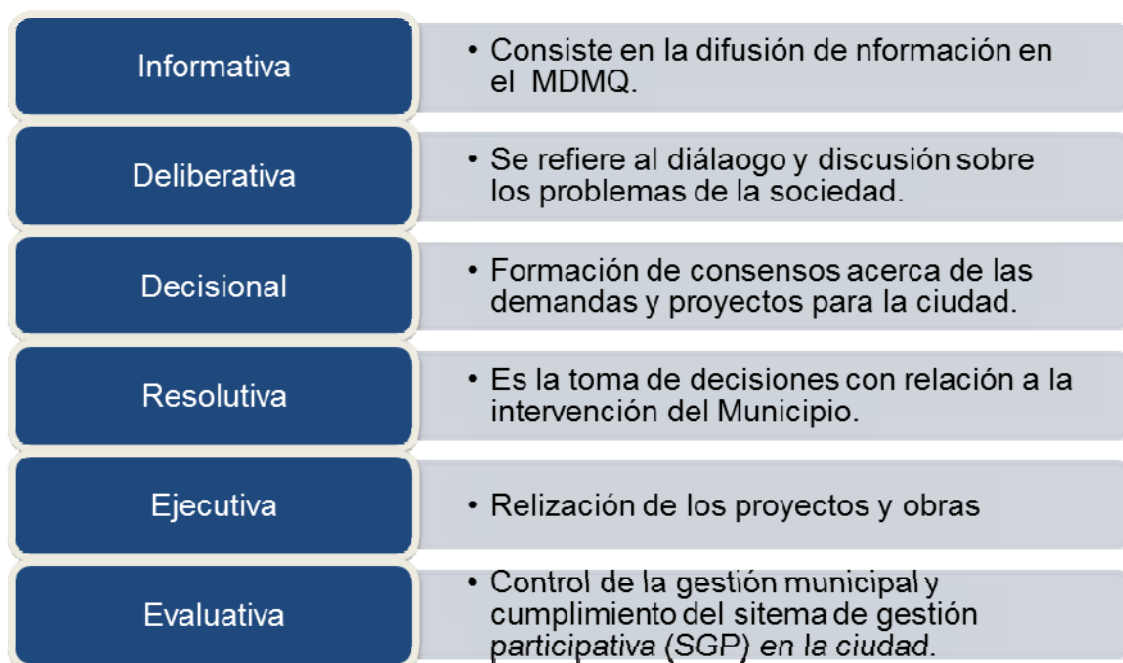 Informativa
• Consiste en la difusión de nformación en
el MDMQ.
Deliberativa
• Se refiere al diálaogo y discusión sobre
los problemas de la sociedad.
Decisional
• Formación de consensos acerca de las
demandas y proyectos para la ciudad.
Resolutiva
• Es la toma de decisiones con relación a la
intervención del Municipio.
Ejecutiva
• Relización de los proyectos y obras
Evaluativa
• Control de la gestión municipal y
cumplimiento del sitema de gestión
participativa (SGP) en la ciudad.